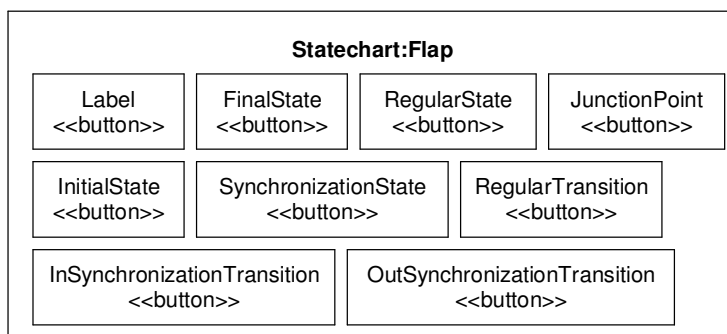 Statechart:Flap
Label
<<button>>
FinalState
<<button>>
RegularState
<<button>>
JunctionPoint
<<button>>
InitialState
<<button>>
SynchronizationState
<<button>>
RegularTransition
<<button>>
InSynchronizationTransition
<<button>>
OutSynchronizationTransition
<<button>>